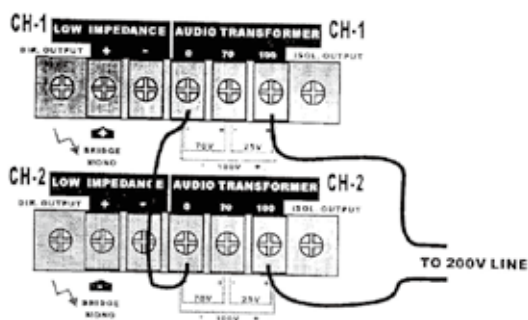 CH-1 LOW IMPEDANCE AUDIO TRANSFORMER CH-1
DIR. OUTPUT + - 0 70 100 ISOL. OUTPUT
70V 25V
100V
BRIDGE
MONO
CH-2 LOW IMPEDANCE AUDIO TRANSFORMER CH-2
DIR. OUTPUT + - 0 70 100 ISOL. OUTPUT
TO 200V LINE
70V 25V
100V
BRIDGE
MONO